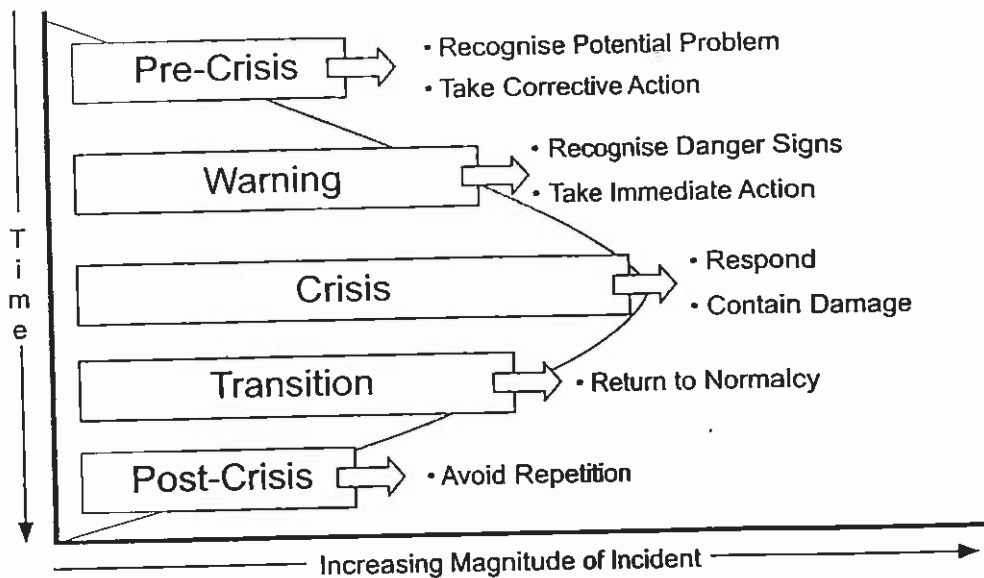 Pre-Crisis
• Recognise Potential Problem
• Take Corrective Action
Warning
• Recognise Danger Signs
• Take Immediate Action
Time
Crisis
• Respond
• Contain Damage
Transition
• Return to Normalcy
Post-Crisis
• Avoid Repetition
Increasing Magnitude of Incident